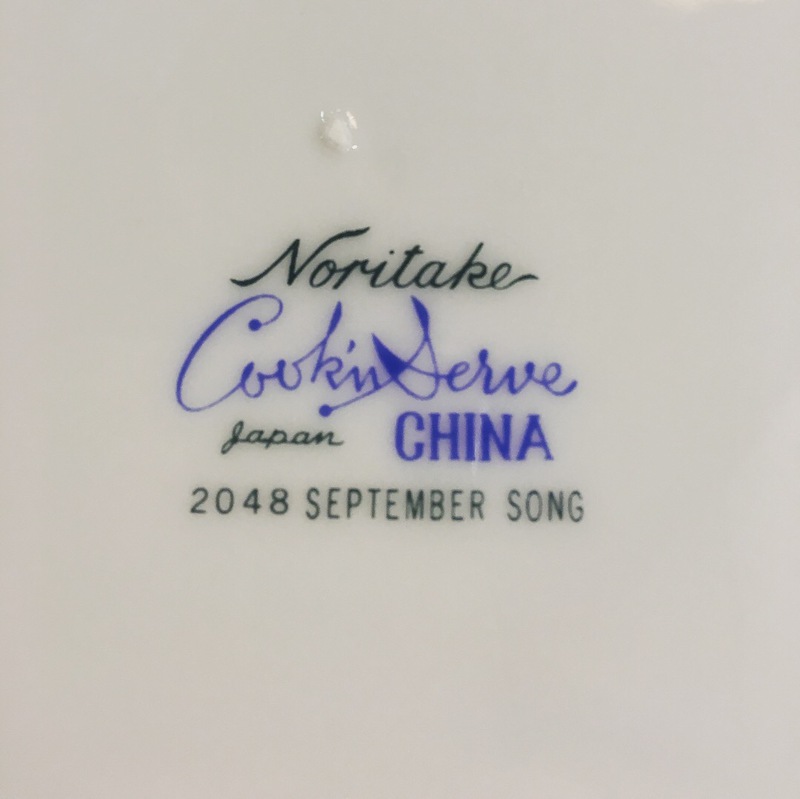 Noritake
Cook'n Serve
Japan CHINA
2048 SEPTEMBER SONG